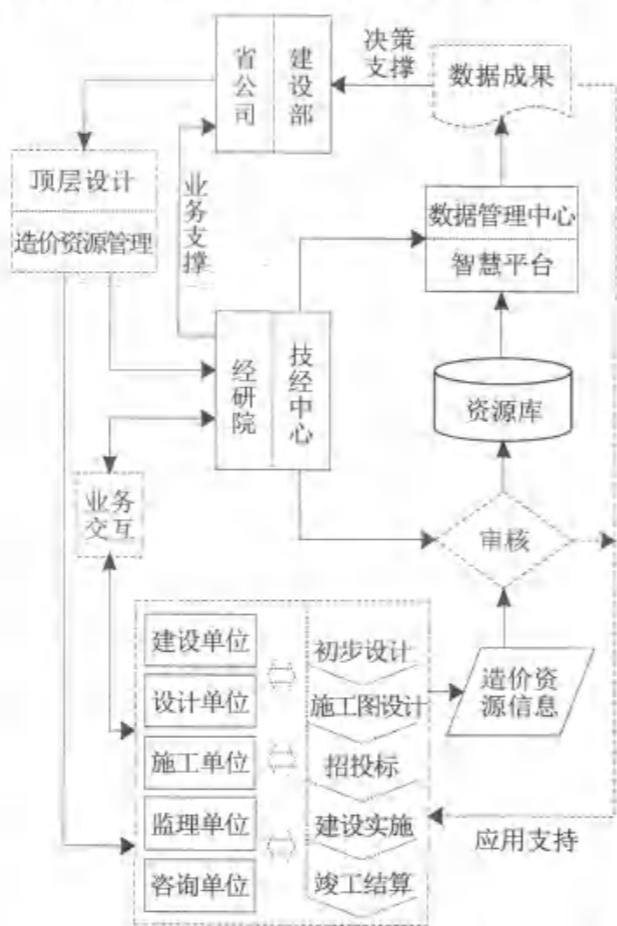 省公司
建设部
决策
支撑
数据成果
顶层设计
造价资源管理
业务支撑
数据管理中心
智慧平台
经研院
技经中心
资源库
业务
交互
审核
建设单位
设计单位
施工单位
监理单位
咨询单位
初步设计
施工图设计
招投标
建设实施
竣工结算
造价资
源信息
应用支持